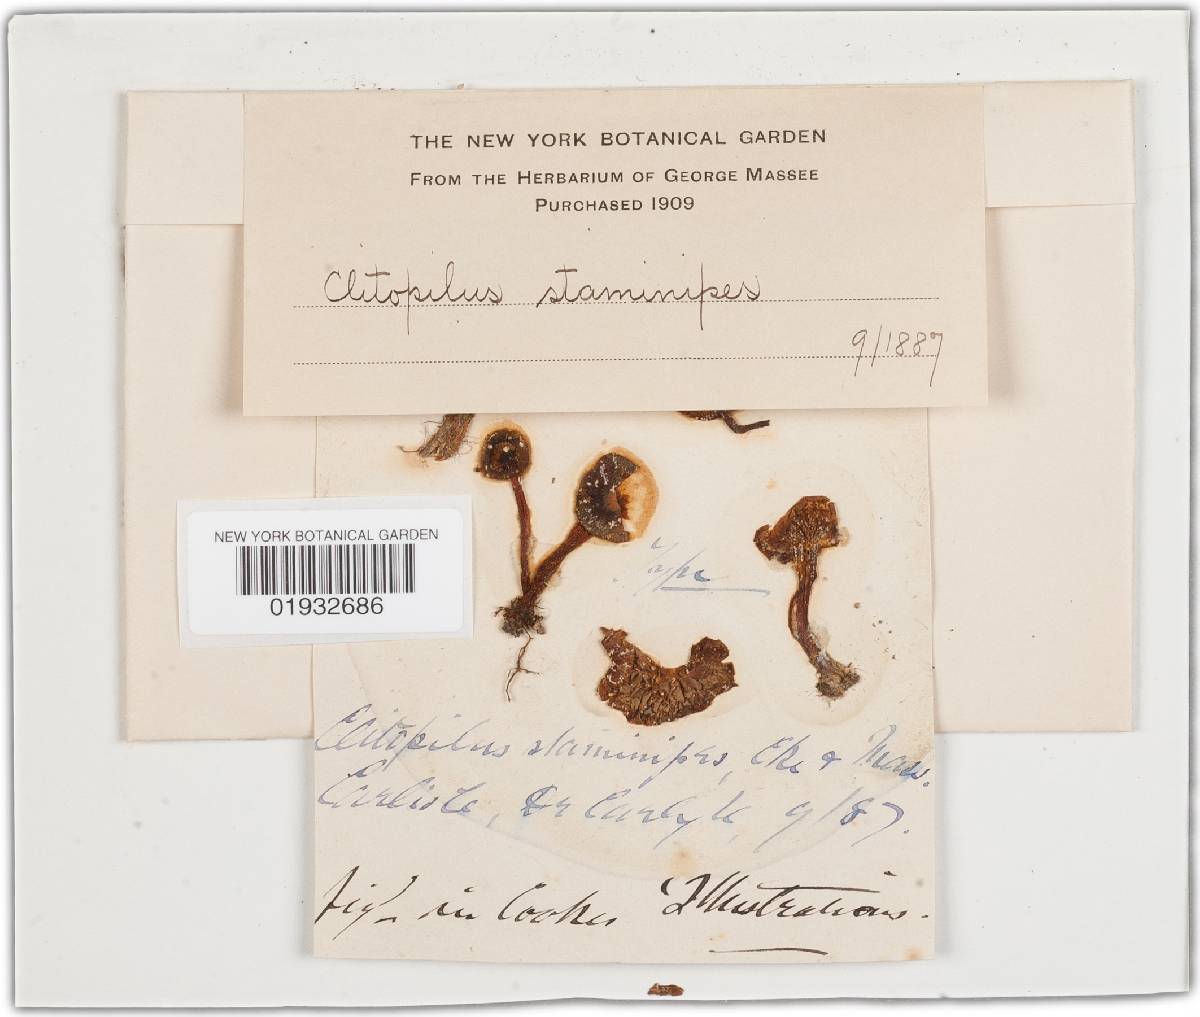 THE NEW YORK BOTANICAL GARDEN
FROM THE HERBARIUM OF GEORGE MASSEE
PURCHASED 1909
Clitopilus staminipes
9/1887
NEW YORK BOTANICAL GARDEN
01932686
Type
Clitopilus staminipes, Cke & Mass.
Carlisle, Dr Carlyle, 9/87.
fig. in Cookes "Illustrations.